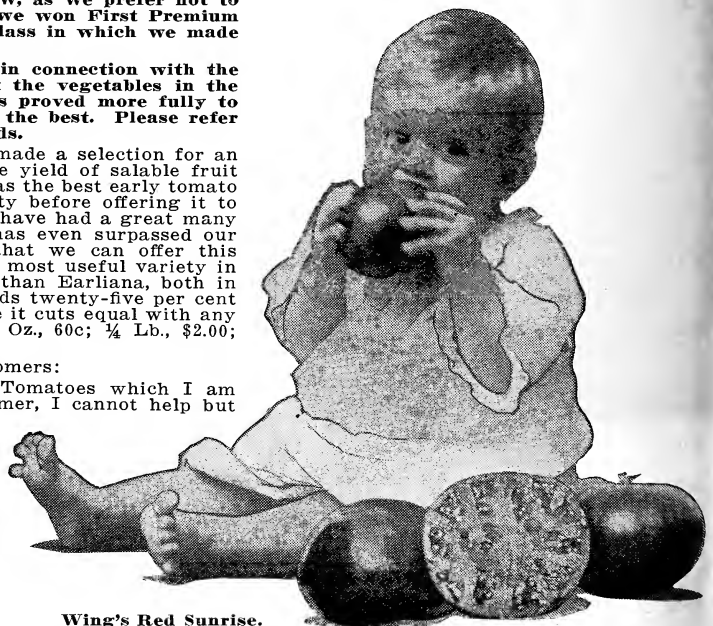 as we prefer not to
we won First Premium
lass in which we made
in connection with the
the vegetables in the
s proved more fully to
the best. Please refer
ds.
made a selection for an
e yield of salable fruit
as the best early tomato
ty before offering it to
have had a great many
has even surpassed our
that we can offer this
most useful variety in
than Earliana, both in
ds twenty-five per cent
e it cuts equal with any
Oz., 60c; ¼ Lb., $2.00;
omers:
Tomatoes which I am
mer, I cannot help but
Wing's Red Sunrise.